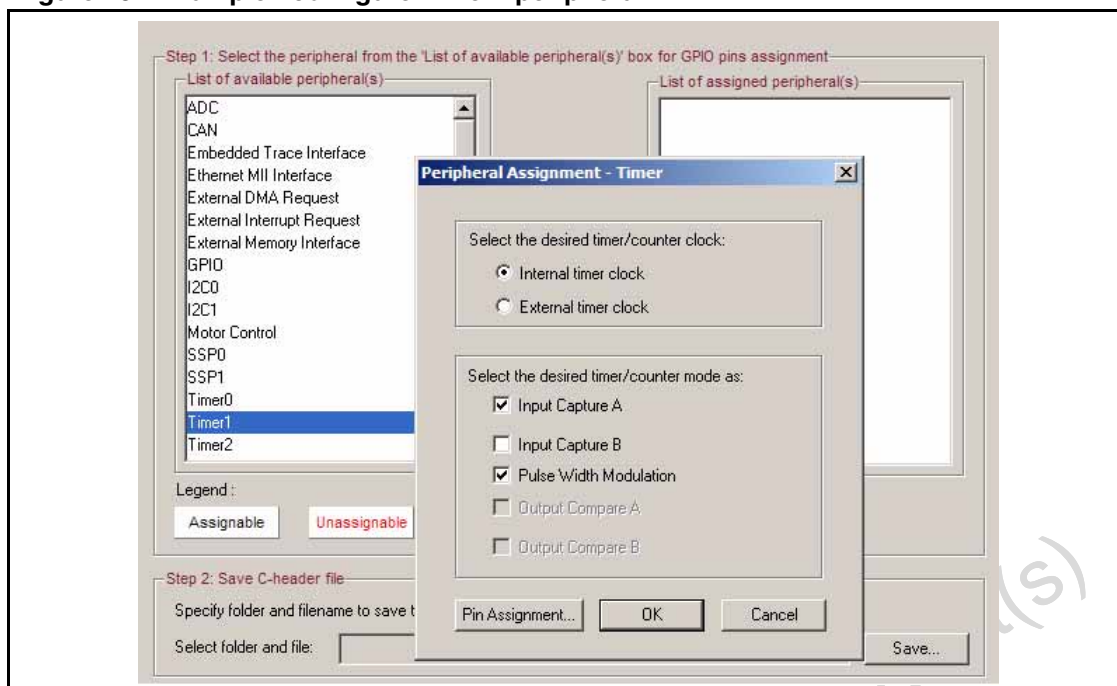 Step 1: Select the peripheral from the 'List of available peripheral(s)' box for GPIO pins assignment
List of available peripheral(s)
List of assigned peripheral(s)
ADC
CAN
Embedded Trace Interface
Ethernet MII Interface
External DMA Request
External Interrupt Request
External Memory Interface
GPIO
I2C0
I2C1
Motor Control
SSP0
SSP1
Timer0
Timer1
Timer2
Legend :
Assignable
Unassignable
Peripheral Assignment - Timer
Select the desired timer/counter clock:
Internal timer clock
External timer clock
Select the desired timer/counter mode as:
Input Capture A
Input Capture B
Pulse Width Modulation
Output Compare A
Output Compare B
Pin Assignment...
OK
Cancel
Step 2: Save C-header file
Specify folder and filename to save
Select folder and file:
Save...